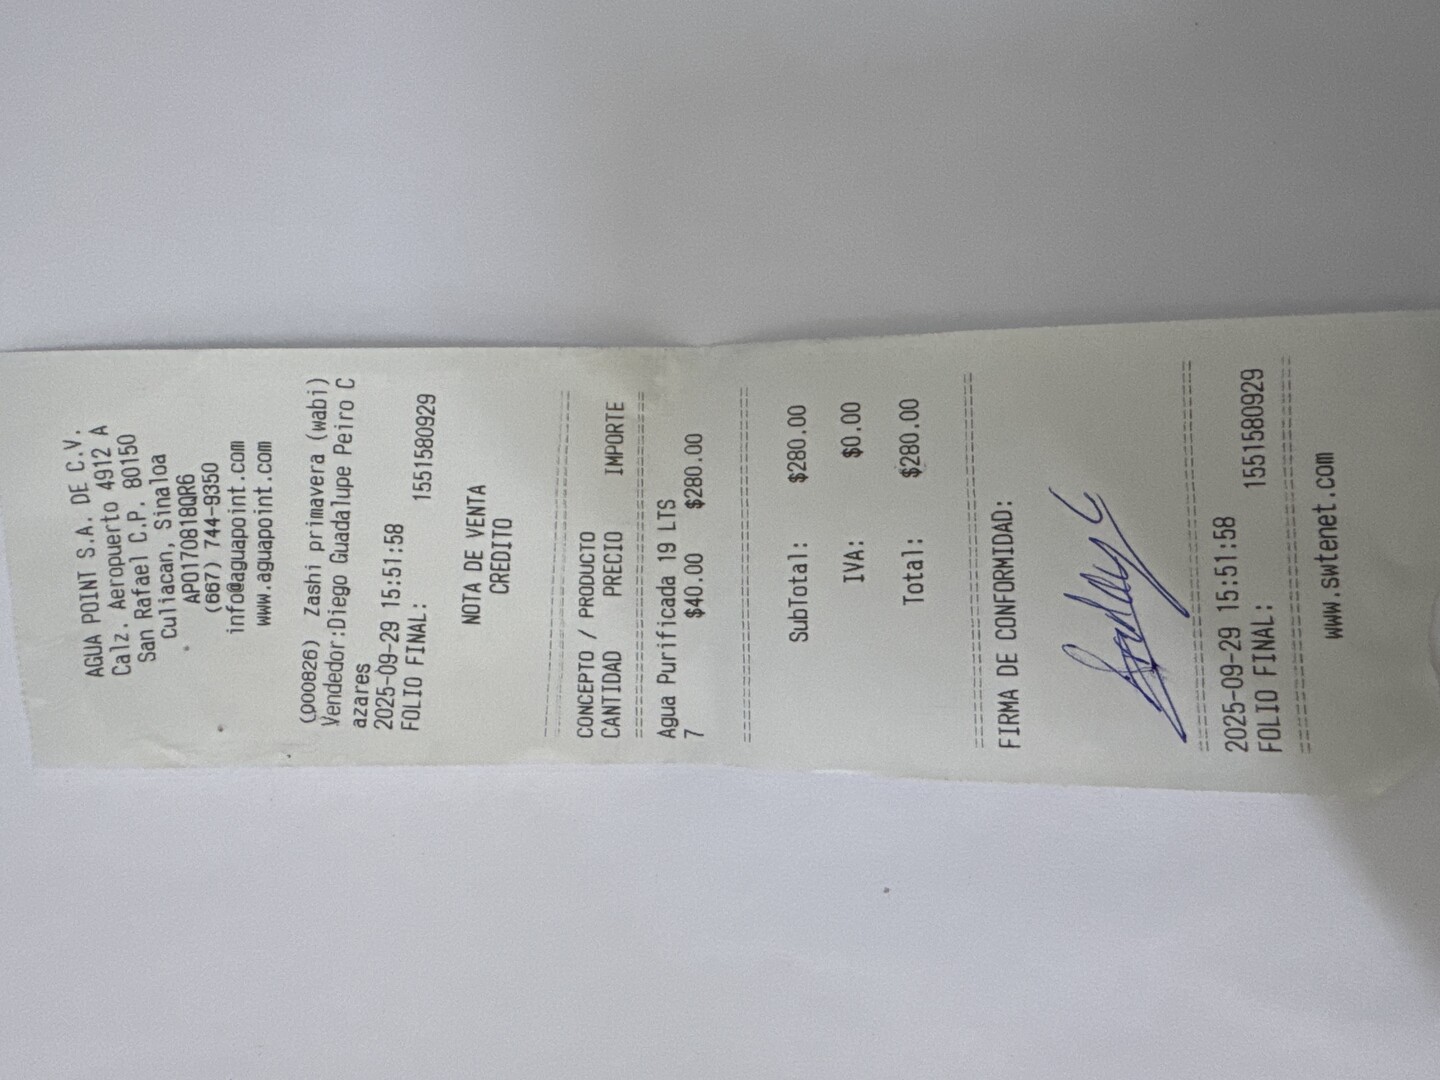 AGUA POINT S.A. DE C.V.
Calz. Aeropuerto 4912 A
San Rafael C.P. 80150
Culiacan, Sinaloa
APO170818QR6
(667) 744-9350
info@aguapoint.com
www.aguapoint.com
(p00826) Zashi primavera (wabi)
Vendedor:Diego Guadalupe Peiro C
azares
2025-09-29 15:51:58
FOLIO FINAL: 1551580929
NOTA DE VENTA
CREDITO
CONCEPTO / PRODUCTO
CANTIDAD PRECIO IMPORTE
Agua Purificada 19 LTS
7 $40.00 $280.00
SubTotal: $280.00
IVA: $0.00
Total: $280.00
FIRMA DE CONFORMIDAD:
2025-09-29 15:51:58
FOLIO FINAL: 1551580929
www.swtenet.com